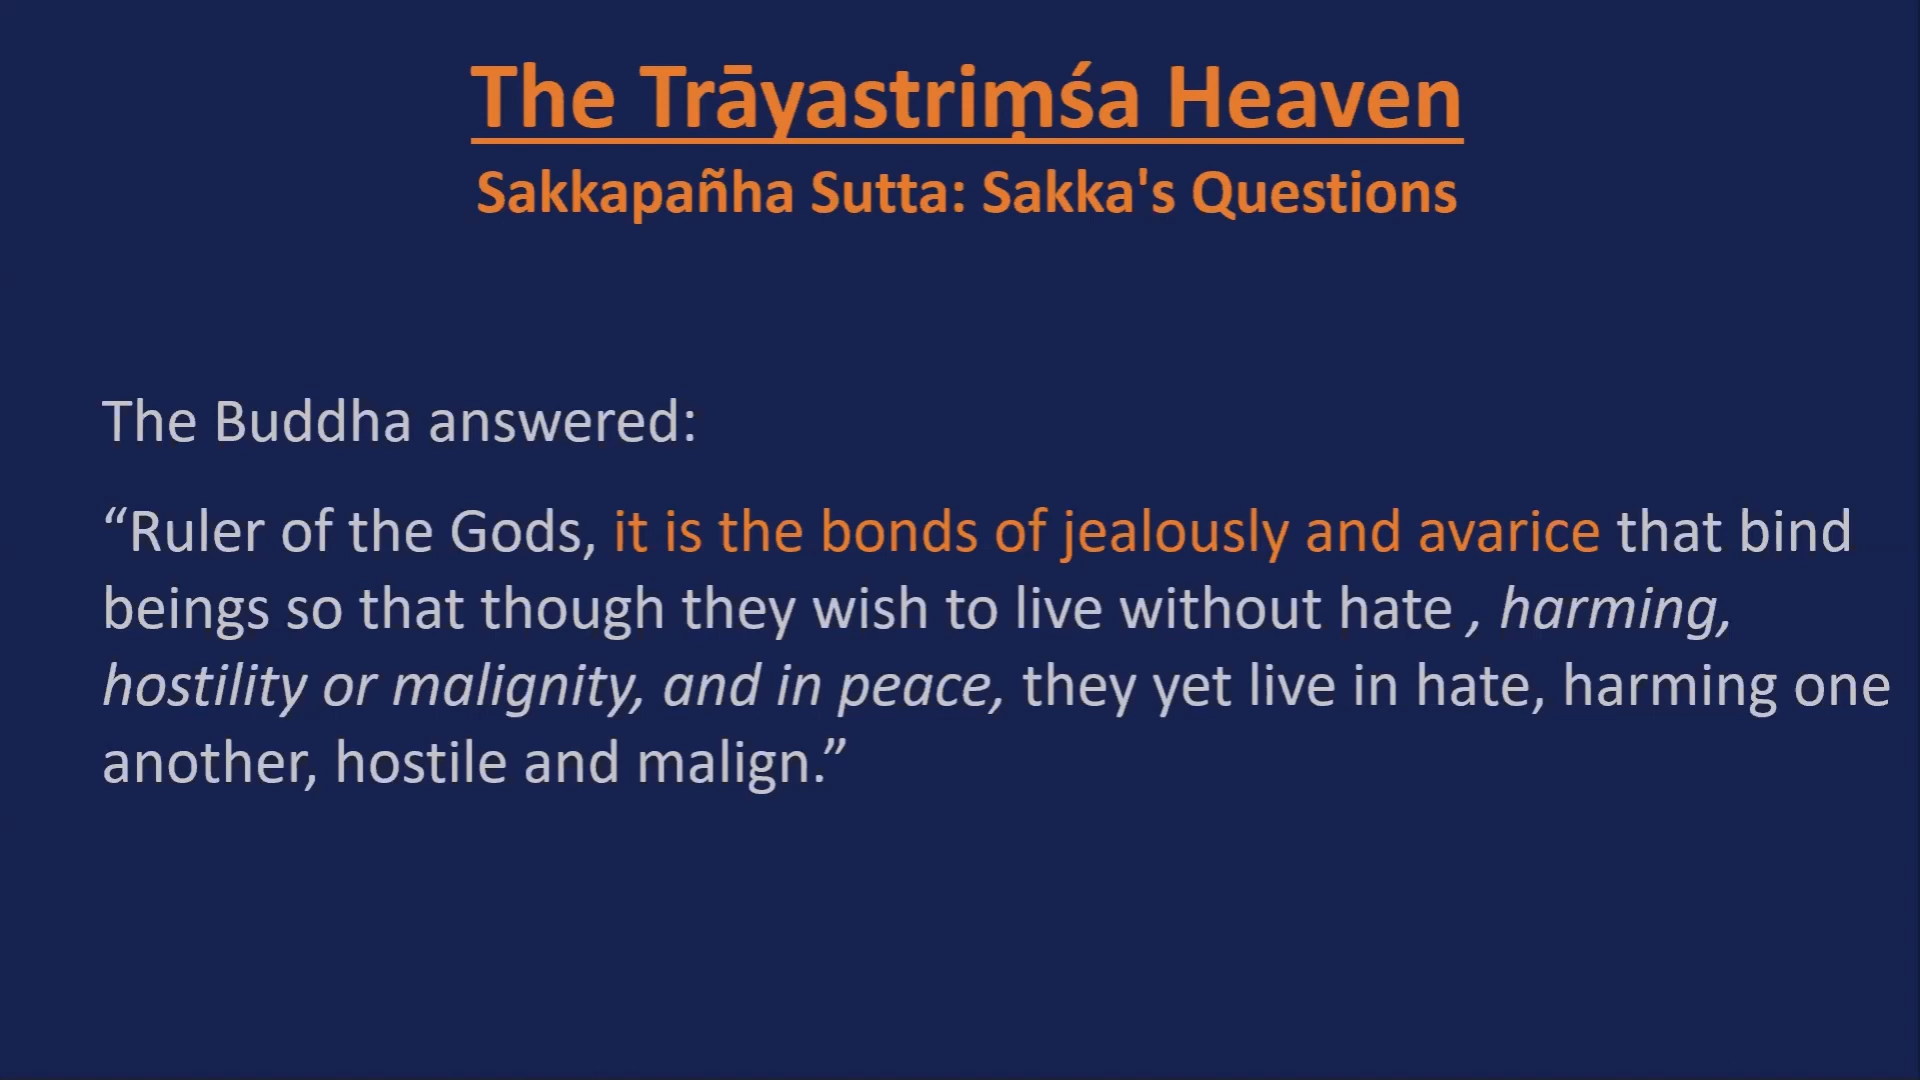 The Trāyastriṃśa Heaven
Sakkapañha Sutta: Sakka's Questions
The Buddha answered:
“Ruler of the Gods, it is the bonds of jealously and avarice that bind
beings so that though they wish to live without hate , harming,
hostility or malignity, and in peace, they yet live in hate, harming one
another, hostile and malign.”